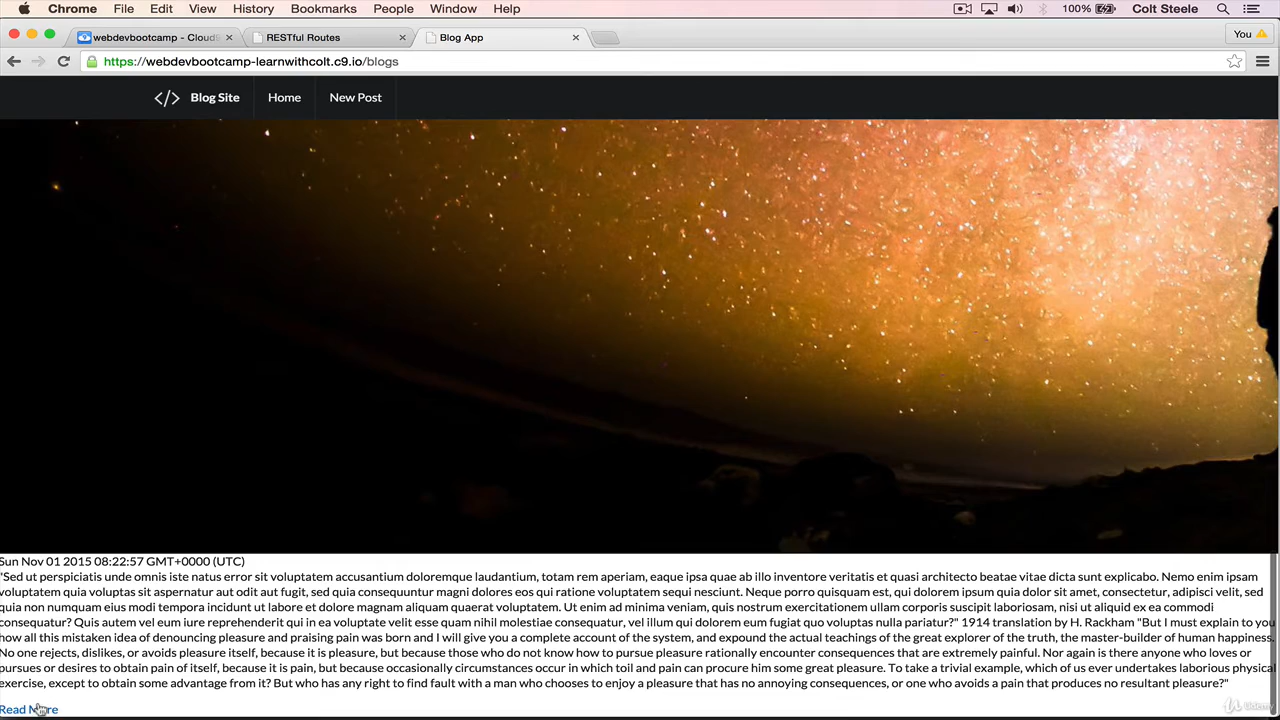 Chrome File Edit View History Bookmarks People Window Help 100% Colt Steele
webdevbootcamp - Cloud9 RESTful Routes Blog App You
https://webdevbootcamp-learnwithcolt.c9.io/blogs
</> Blog Site Home New Post
Sun Nov 01 2015 08:22:57 GMT+0000 (UTC)
"Sed ut perspiciatis unde omnis iste natus error sit voluptatem accusantium doloremque laudantium, totam rem aperiam, eaque ipsa quae ab illo inventore veritatis et quasi architecto beatae vitae dicta sunt explicabo. Nemo enim ipsam
voluptatem quia voluptas sit aspernatur aut odit aut fugit, sed quia consequuntur magni dolores eos qui ratione voluptatem sequi nesciunt. Neque porro quisquam est, qui dolorem ipsum quia dolor sit amet, consectetur, adipisci velit, sed
quia non numquam eius modi tempora incidunt ut labore et dolore magnam aliquam quaerat voluptatem. Ut enim ad minima veniam, quis nostrum exercitationem ullam corporis suscipit laboriosam, nisi ut aliquid ex ea commodi
consequatur? Quis autem vel eum iure reprehenderit qui in ea voluptate velit esse quam nihil molestiae consequatur, vel illum qui dolorem eum fugiat quo voluptas nulla pariatur?" 1914 translation by H. Rackham "But I must explain to you
how all this mistaken idea of denouncing pleasure and praising pain was born and I will give you a complete account of the system, and expound the actual teachings of the great explorer of the truth, the master-builder of human happiness.
No one rejects, dislikes, or avoids pleasure itself, because it is pleasure, but because those who do not know how to pursue pleasure rationally encounter consequences that are extremely painful. Nor again is there anyone who loves or
pursues or desires to obtain pain of itself, because it is pain, but because occasionally circumstances occur in which toil and pain can procure him some great pleasure. To take a trivial example, which of us ever undertakes laborious physical
exercise, except to obtain some advantage from it? But who has any right to find fault with a man who chooses to enjoy a pleasure that has no annoying consequences, or one who avoids a pain that produces no resultant pleasure?"
Read More
Udemy